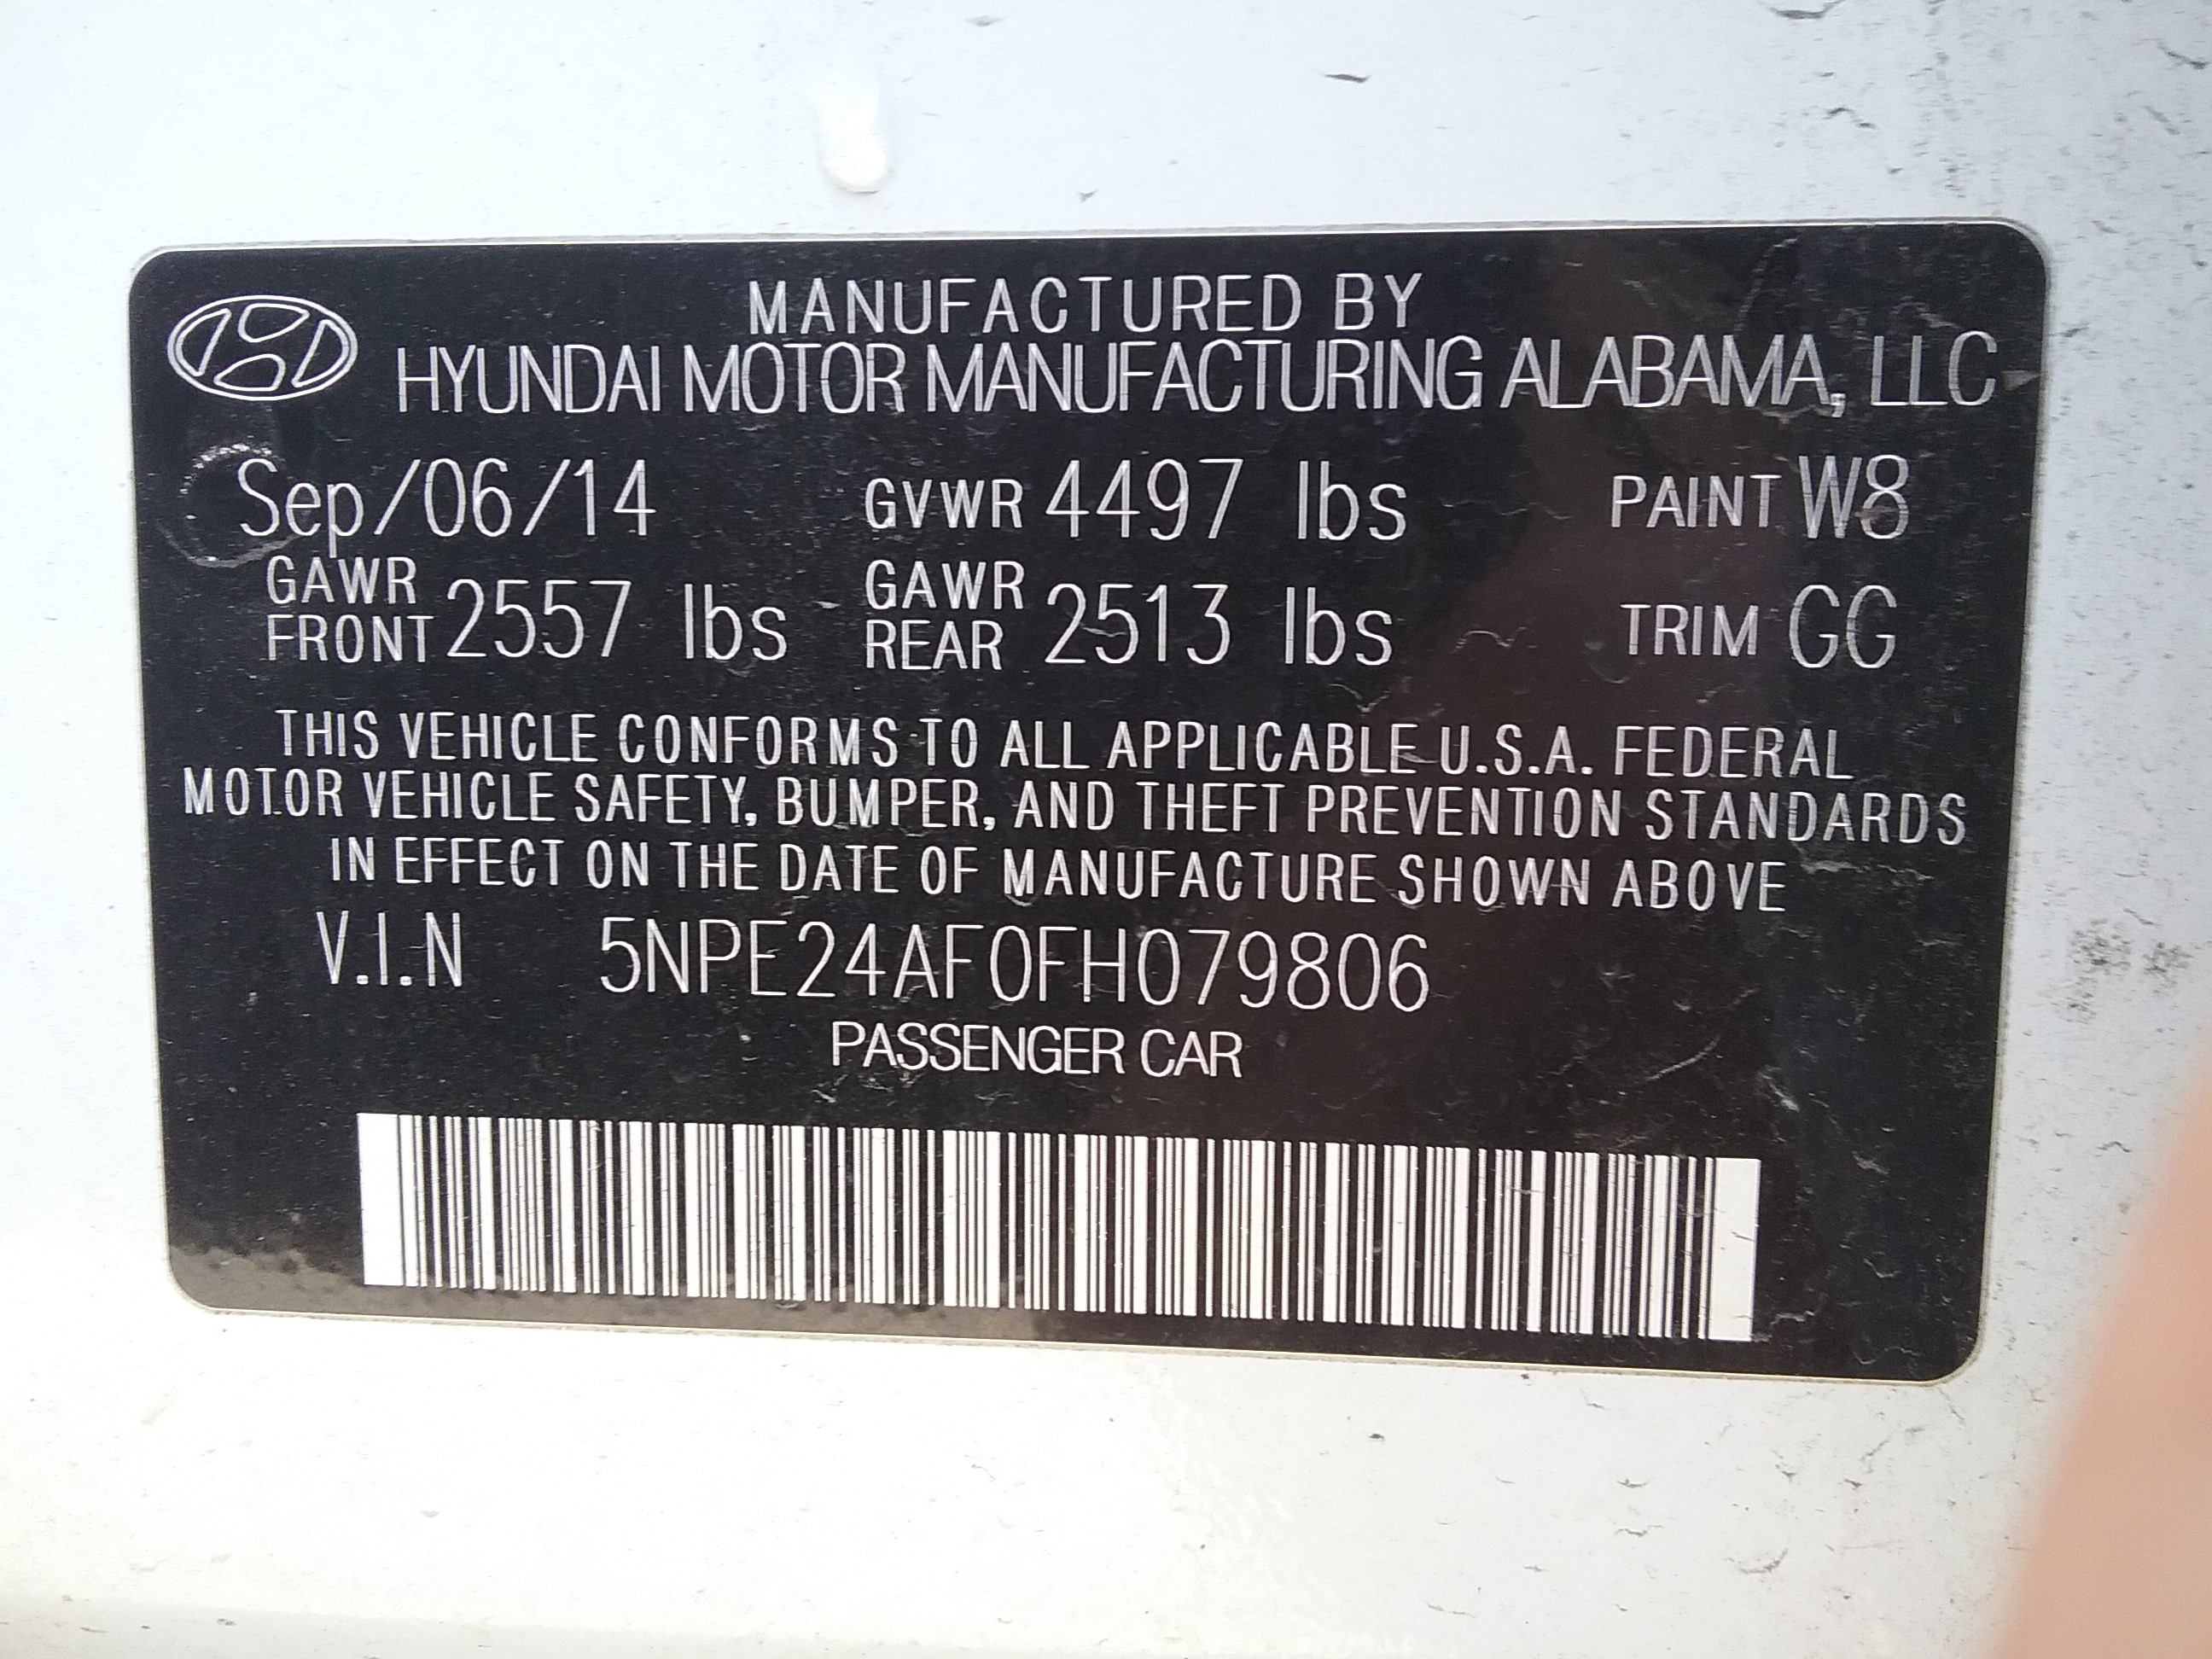 MANUFACTURED BY
HYUNDAI MOTOR MANUFACTURING ALABAMA, LLC
Sep/06/14 GVWR 4497 lbs PAINT W8
GAWR FRONT 2557 lbs GAWR REAR 2513 lbs TRIM GG
THIS VEHICLE CONFORMS TO ALL APPLICABLE U.S.A. FEDERAL
MOTOR VEHICLE SAFETY, BUMPER, AND THEFT PREVENTION STANDARDS
IN EFFECT ON THE DATE OF MANUFACTURE SHOWN ABOVE
V.I.N 5NPE24AF0FH079806
PASSENGER CAR